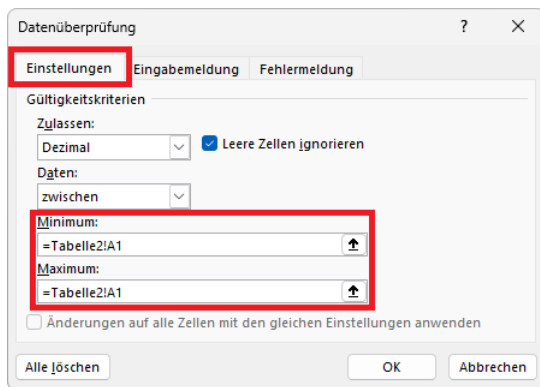 Datenüberprüfung
Einstellungen Eingabemeldung Fehlermeldung
Gültigkeitskriterien
Zulassen:
Dezimal Leere Zellen ignorieren
Daten:
zwischen
Minimum:
=Tabelle2!A1
Maximum:
=Tabelle2!A1
Änderungen auf alle Zellen mit den gleichen Einstellungen anwenden
Alle löschen OK Abbrechen